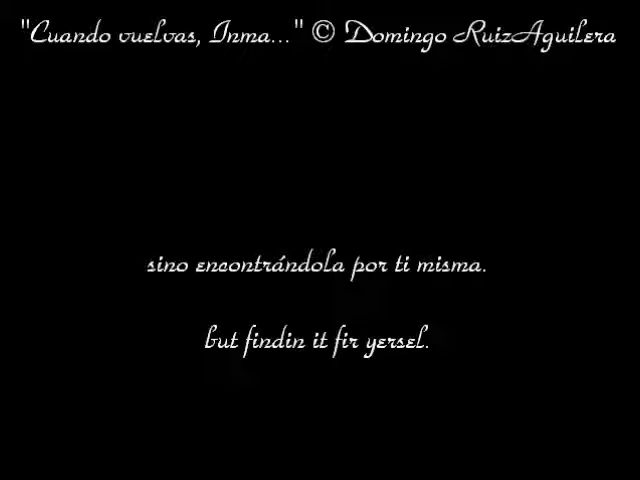 "Cuando vuelvas, Inma..." © Domingo RuizAguilera
sino encontrándola por ti misma.
but findin it fir yersel.